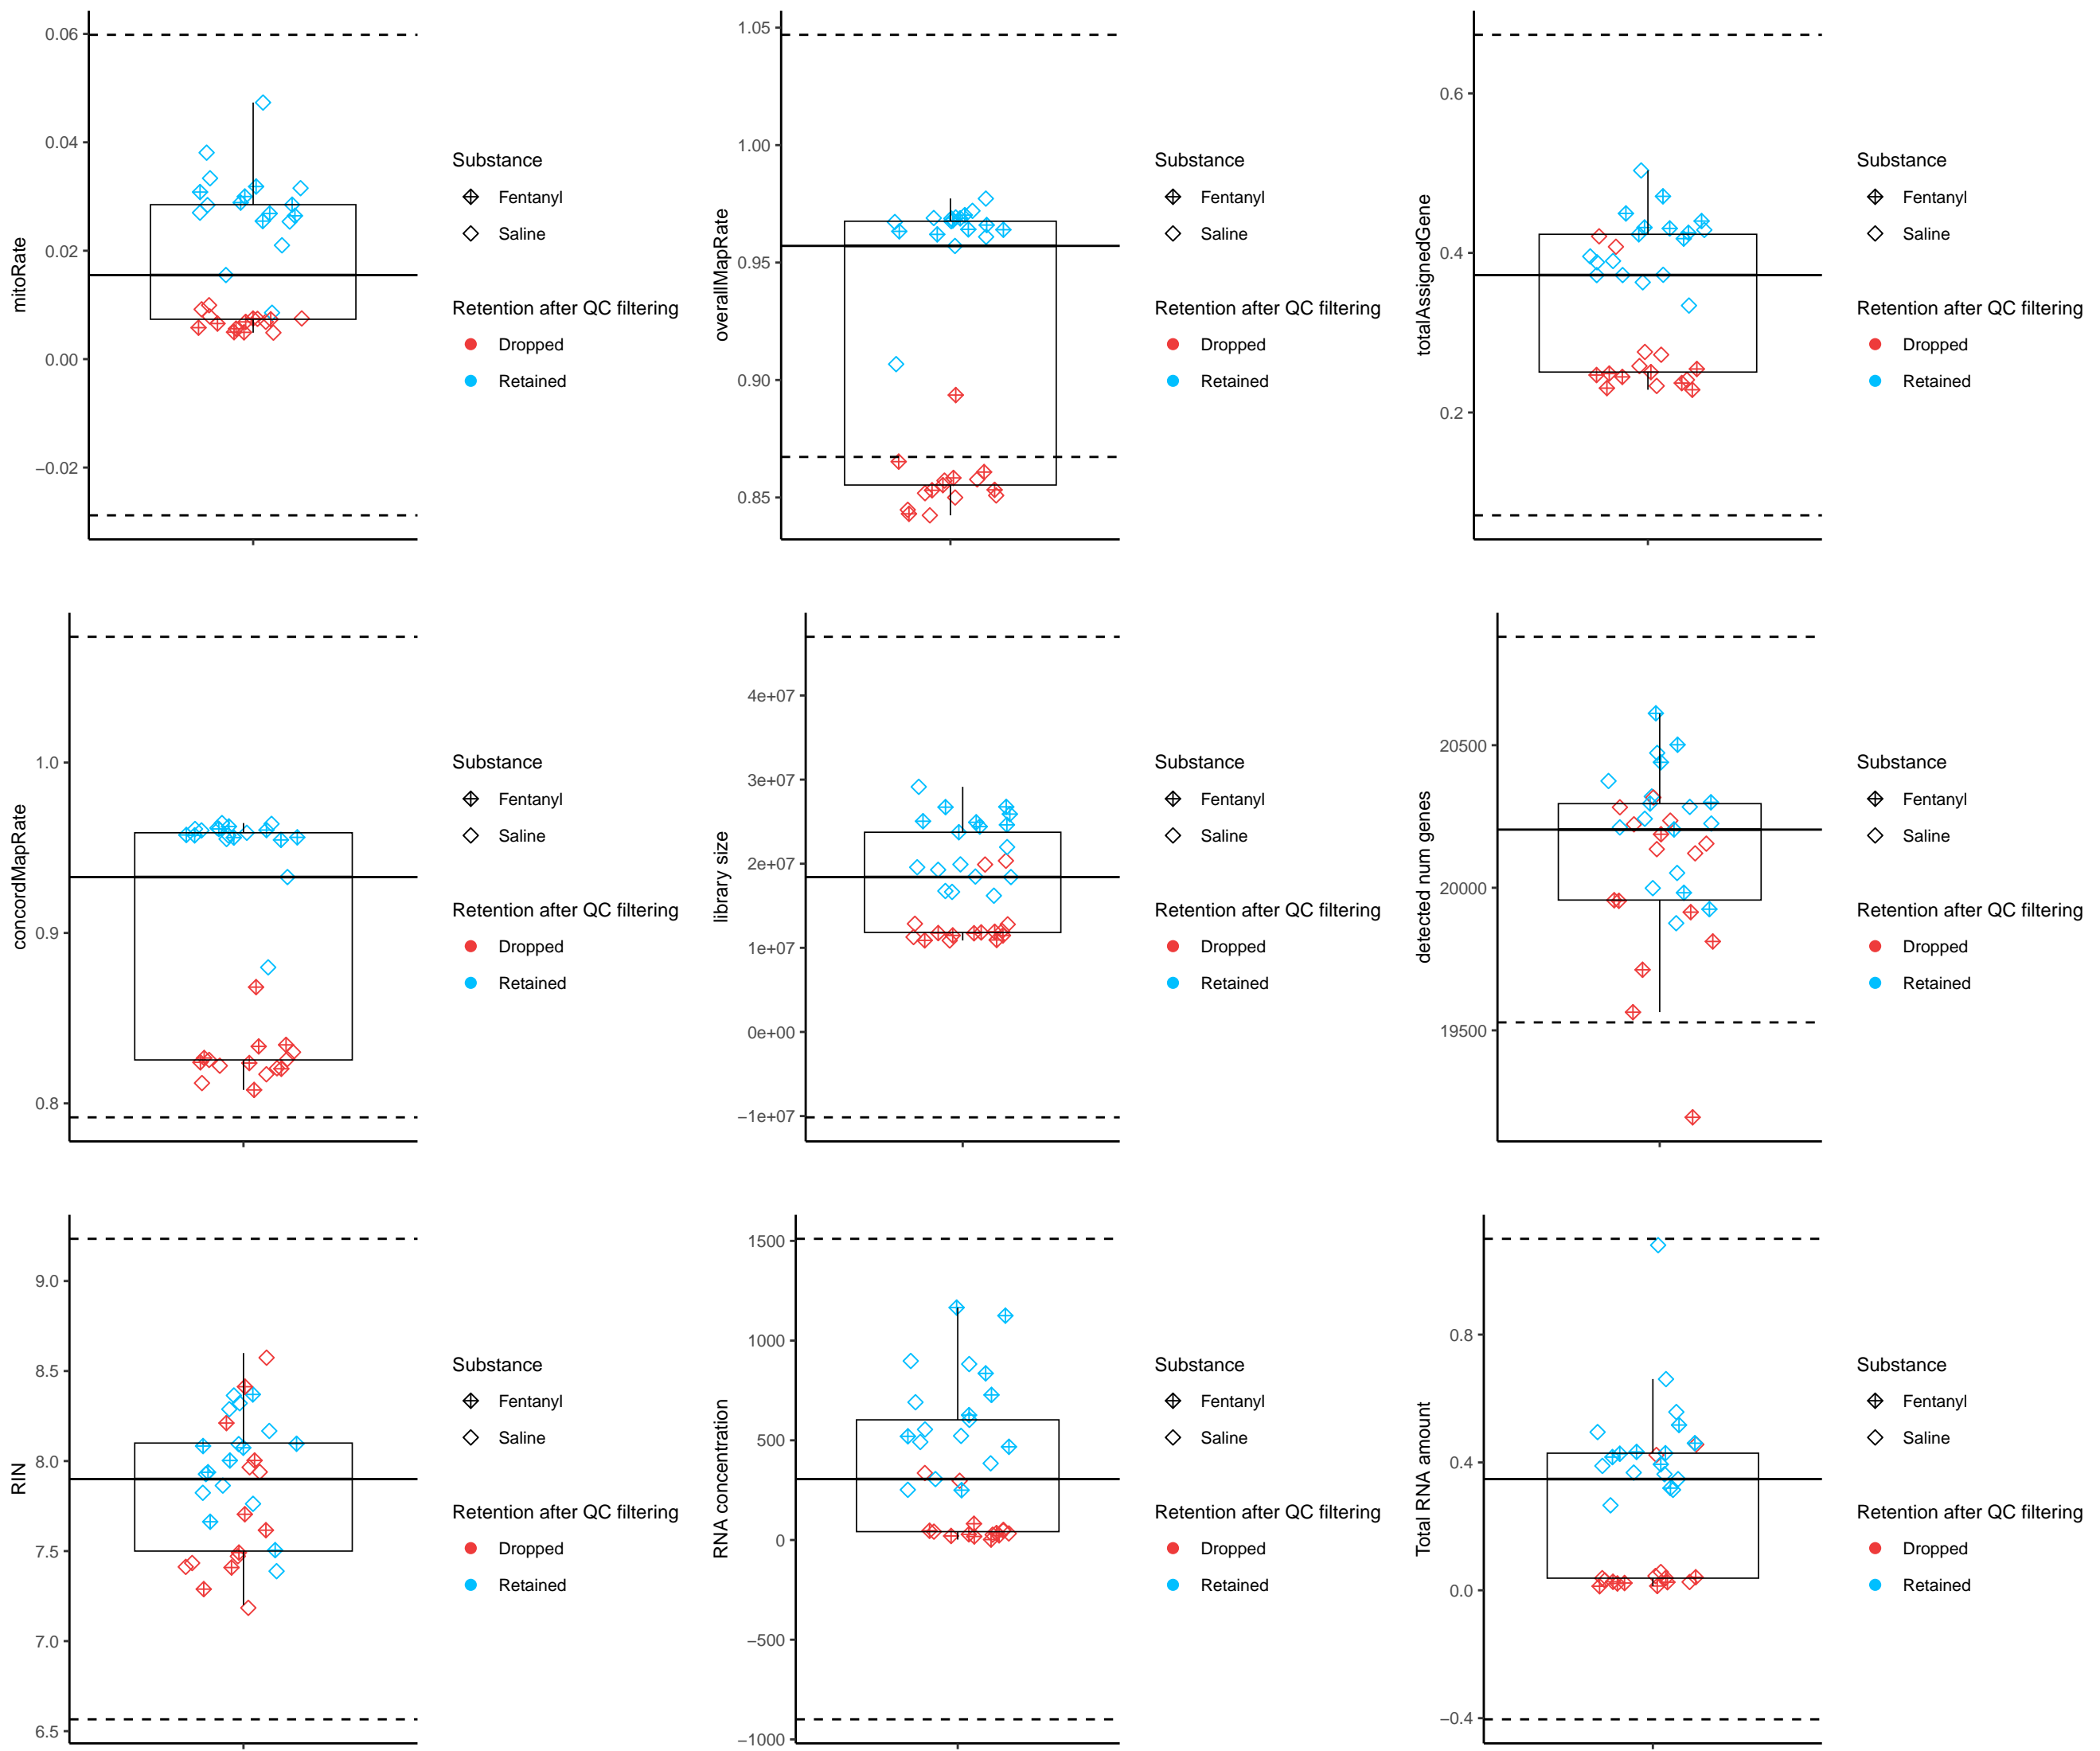 mitoRate
0.06
0.04
0.02
0.00
−0.02
Substance
Fentanyl
Saline
Retention after QC filtering
Dropped
Retained
overallMapRate
1.05
1.00
0.95
0.90
0.85
Substance
Fentanyl
Saline
Retention after QC filtering
Dropped
Retained
totalAssignedGene
0.6
0.4
0.2
Substance
Fentanyl
Saline
Retention after QC filtering
Dropped
Retained
concordMapRate
1.0
0.9
0.8
Substance
Fentanyl
Saline
Retention after QC filtering
Dropped
Retained
library size
4e+07
3e+07
2e+07
1e+07
0e+00
−1e+07
Substance
Fentanyl
Saline
Retention after QC filtering
Dropped
Retained
detected num genes
20500
20000
19500
Substance
Fentanyl
Saline
Retention after QC filtering
Dropped
Retained
RIN
9.0
8.5
8.0
7.5
7.0
6.5
Substance
Fentanyl
Saline
Retention after QC filtering
Dropped
Retained
RNA concentration
1500
1000
500
0
−500
−1000
Substance
Fentanyl
Saline
Retention after QC filtering
Dropped
Retained
Total RNA amount
0.8
0.4
0.0
−0.4
Substance
Fentanyl
Saline
Retention after QC filtering
Dropped
Retained